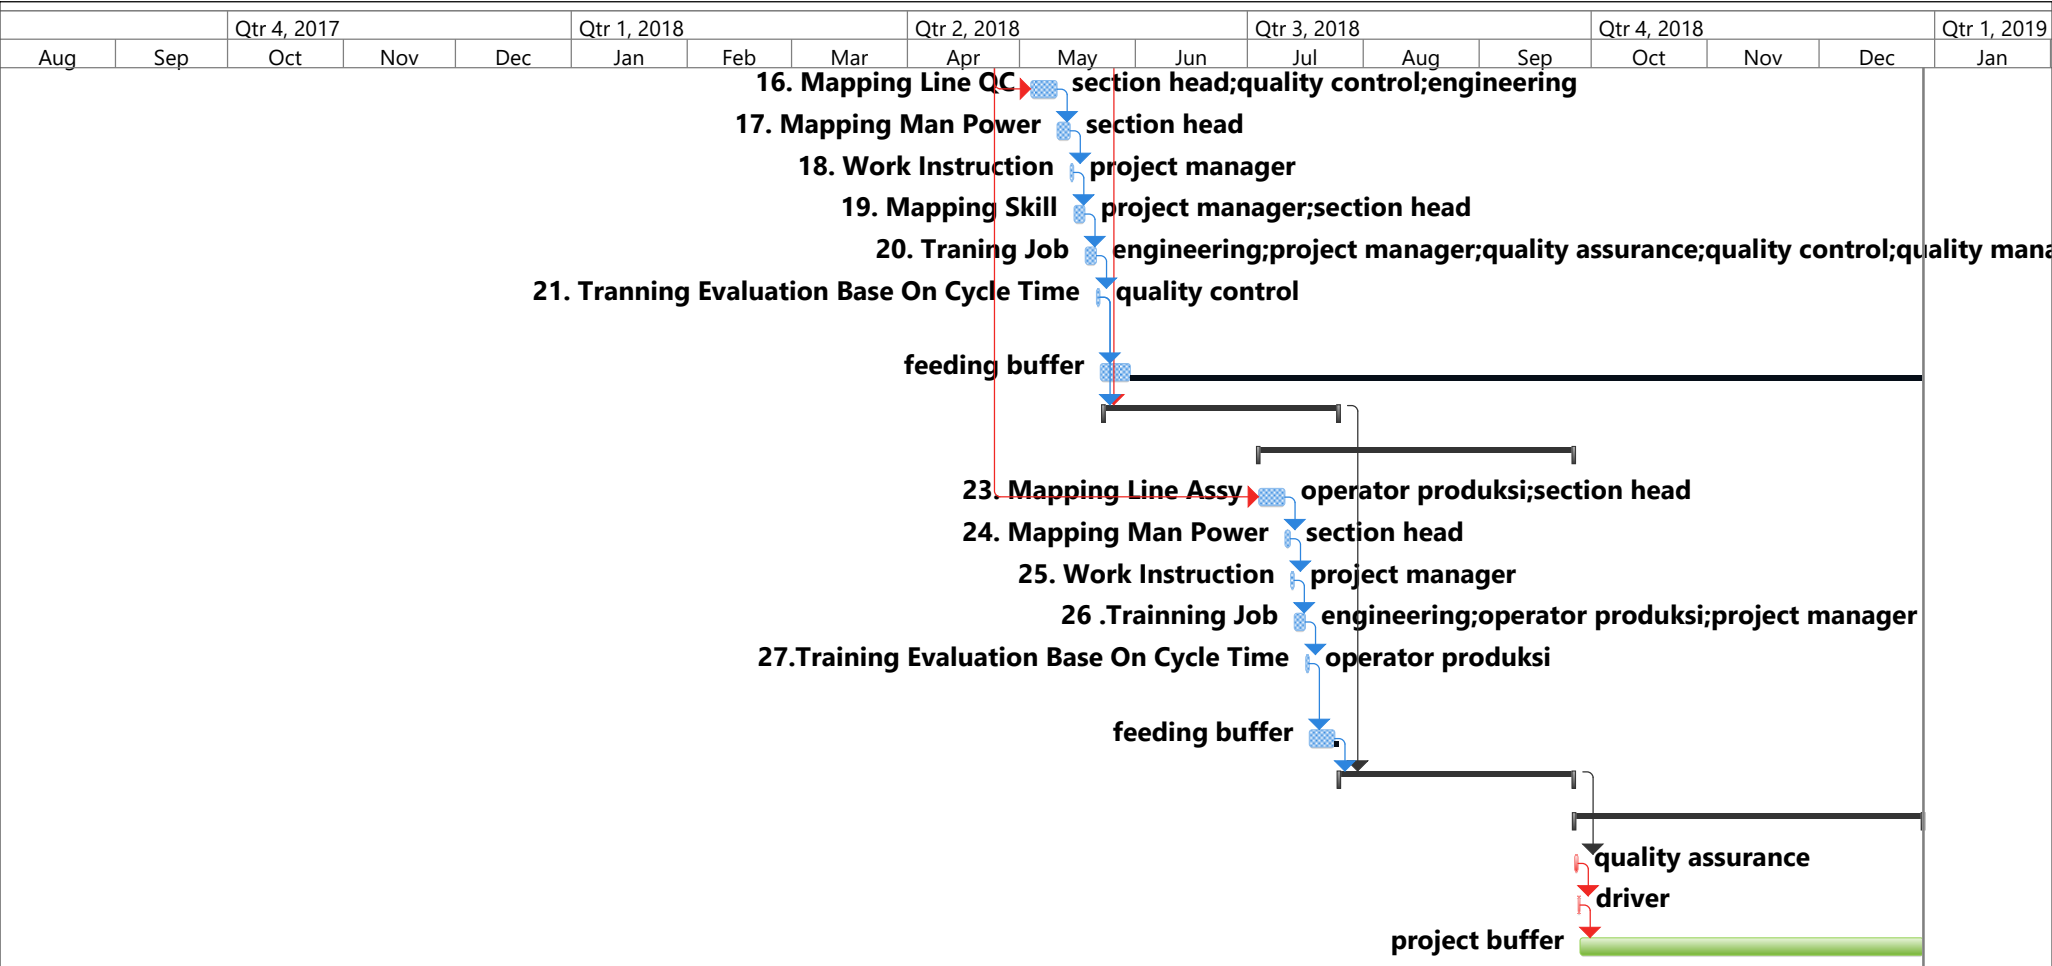 Qtr 4, 2017 Qtr 1, 2018 Qtr 2, 2018 Qtr 3, 2018 Qtr 4, 2018 Qtr 1, 2019
Aug Sep Oct Nov Dec Jan Feb Mar Apr May Jun Jul Aug Sep Oct Nov Dec Jan
16. Mapping Line QC section head;quality control;engineering
17. Mapping Man Power section head
18. Work Instruction project manager
19. Mapping Skill project manager;section head
20. Traning Job engineering;project manager;quality assurance;quality control;quality mana
21. Tranning Evaluation Base On Cycle Time quality control
feeding buffer
23. Mapping Line Assy operator produksi;section head
24. Mapping Man Power section head
25. Work Instruction project manager
26 .Trainning Job engineering;operator produksi;project manager
27.Training Evaluation Base On Cycle Time operator produksi
feeding buffer
quality assurance
driver
project buffer